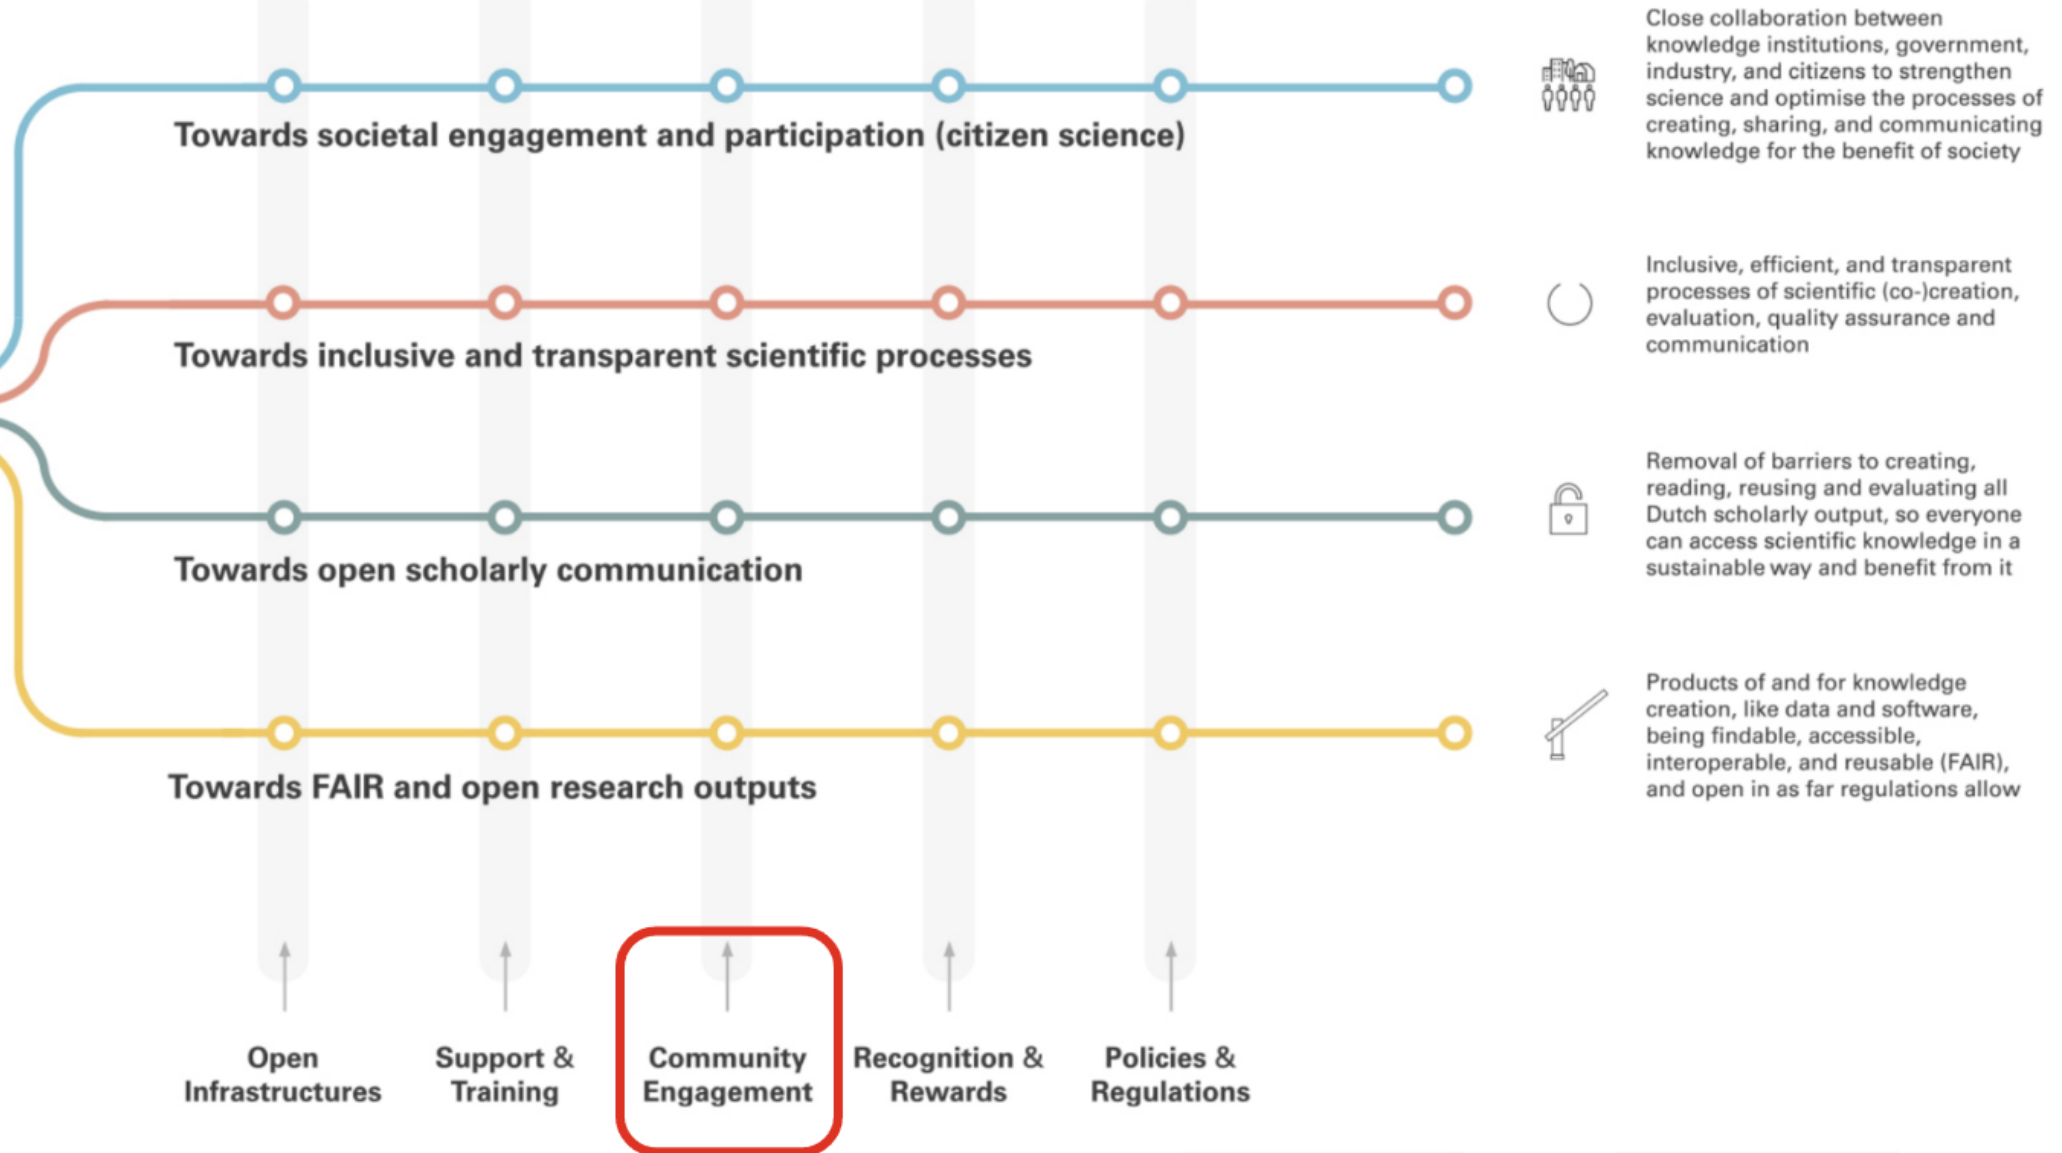 Close collaboration between
knowledge institutions, government,
industry, and citizens to strengthen
science and optimise the processes of
creating, sharing, and communicating
knowledge for the benefit of society
Towards societal engagement and participation (citizen science)
Inclusive, efficient, and transparent
processes of scientific (co-)creation,
evaluation, quality assurance and
communication
Towards inclusive and transparent scientific processes
Removal of barriers to creating,
reading, reusing and evaluating all
Dutch scholarly output, so everyone
can access scientific knowledge in a
sustainable way and benefit from it
Towards open scholarly communication
Products of and for knowledge
creation, like data and software,
being findable, accessible,
interoperable, and reusable (FAIR),
and open in as far regulations allow
Towards FAIR and open research outputs
Open
Infrastructures
Support &
Training
Community
Engagement
Recognition &
Rewards
Policies &
Regulations